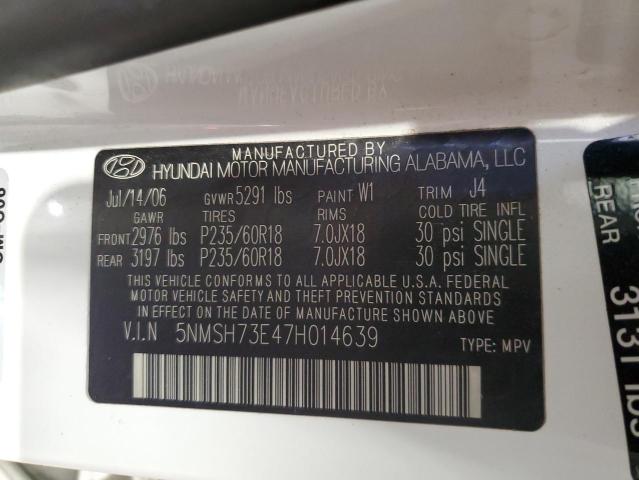 MANUFACTURED BY
HYUNDAI MOTOR MANUFACTURING ALABAMA, LLC
Jul/14/06 GVWR 5291 lbs PAINT W1 TRIM J4
GAWR TIRES RIMS COLD TIRE INFL
FRONT 2976 lbs P235/60R18 7.0JX18 30 psi SINGLE
REAR 3197 lbs P235/60R18 7.0JX18 30 psi SINGLE
THIS VEHICLE CONFORMS TO ALL APPLICABLE U.S.A. FEDERAL
MOTOR VEHICLE SAFETY AND THEFT PREVENTION STANDARDS
IN EFFECT ON THE DATE OF MANUFACTURE SHOWN ABOVE.
V.I.N 5NMSH73E47H014639
TYPE: MPV
REAR
3131 lbs